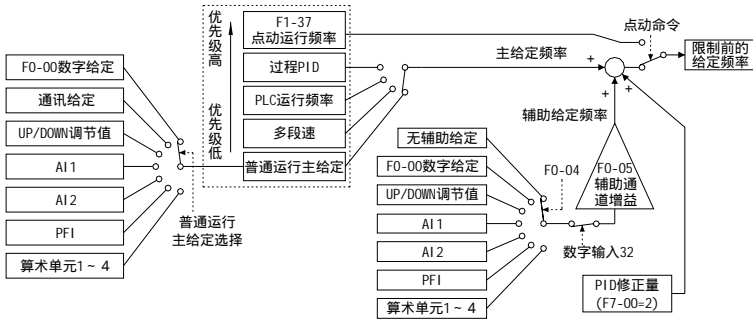 优先级高
优先级低
F1-37
点动运行频率
过程PID
PLC运行频率
多段速
普通运行主给定
F0-00数字给定
通讯给定
UP/DOWN调节值
AI1
AI2
PFI
算术单元1~4
普通运行
主给定选择
主给定频率
点动命令
限制前的
给定频率
+
+
+
辅助给定频率
F0-05
辅助通
道增益
无辅助给定
F0-00数字给定
UP/DOWN调节值
AI1
AI2
PFI
算术单元1~4
F0-04
数字输入32
PID修正量
(F7-00=2)